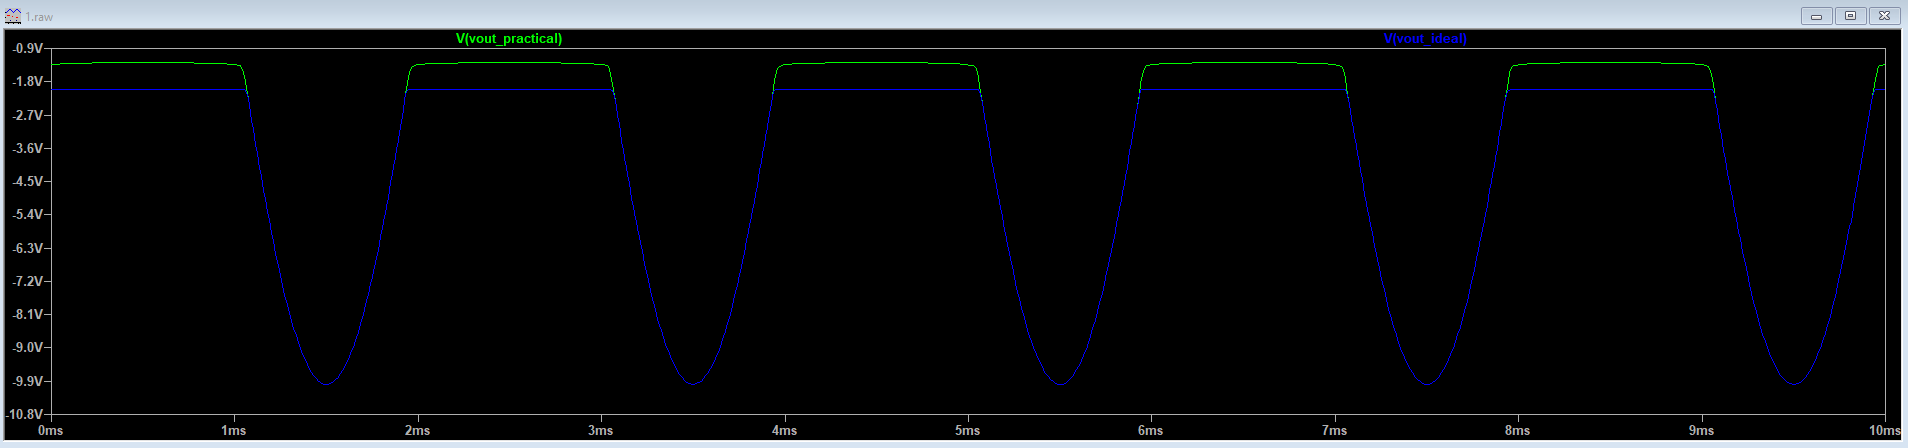 1.raw
V(vout_practical) V(vout_ideal)
-0.9V
-1.8V
-2.7V
-3.6V
-4.5V
-5.4V
-6.3V
-7.2V
-8.1V
-9.0V
-9.9V
-10.8V
0ms 1ms 2ms 3ms 4ms 5ms 6ms 7ms 8ms 9ms 10ms